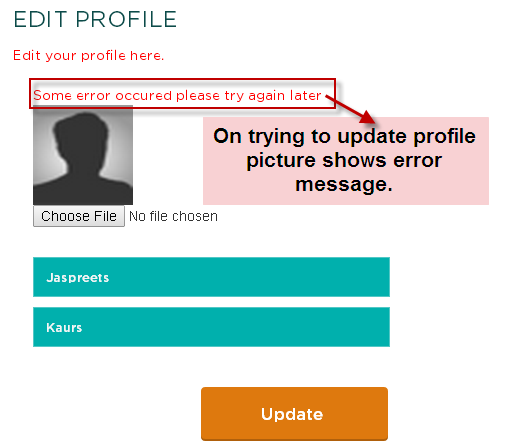 EDIT PROFILE
Edit your profile here.
Some error occured please try again later
On trying to update profile
picture shows error
message.
Choose File No file chosen
Jaspreets
Kaurs
Update